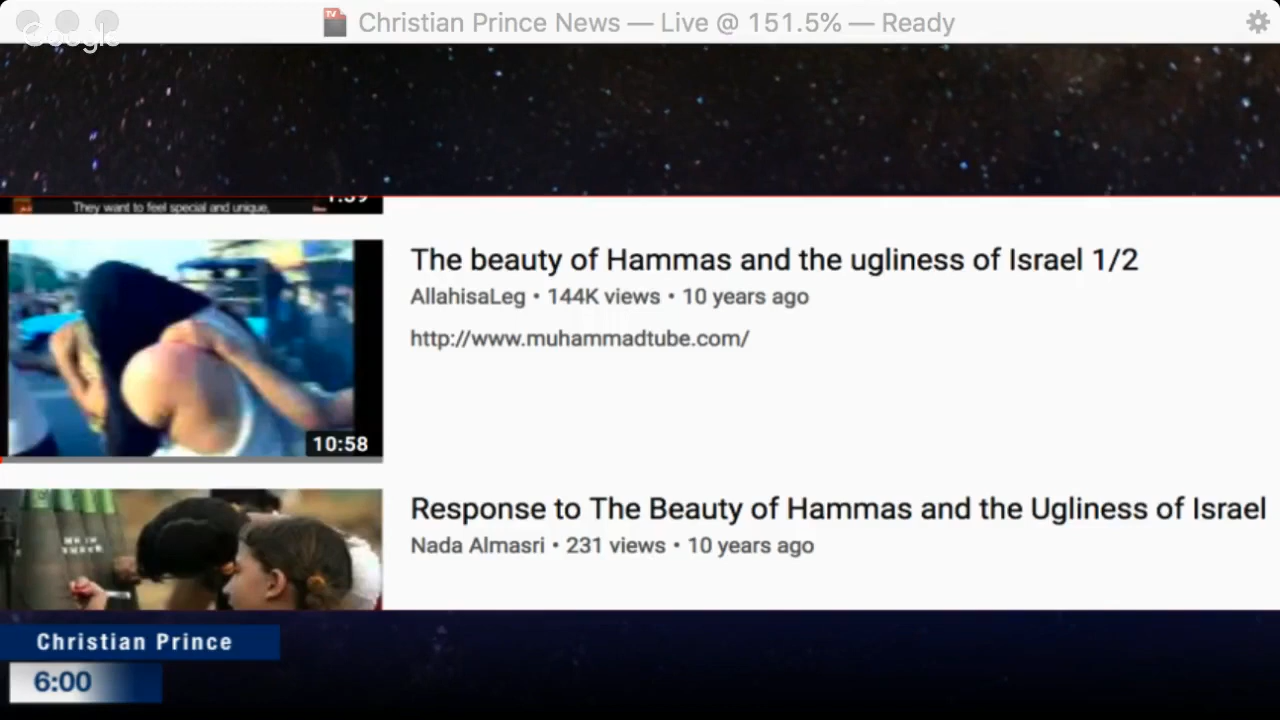 Christian Prince News — Live @ 151.5% — Ready
Google
They want to feel special and unique,
1:39
The beauty of Hammas and the ugliness of Israel 1/2
AllahisaLeg • 144K views • 10 years ago
http://www.muhammadtube.com/
10:58
Response to The Beauty of Hammas and the Ugliness of Israel
Nada Almasri • 231 views • 10 years ago
Christian Prince
6:00